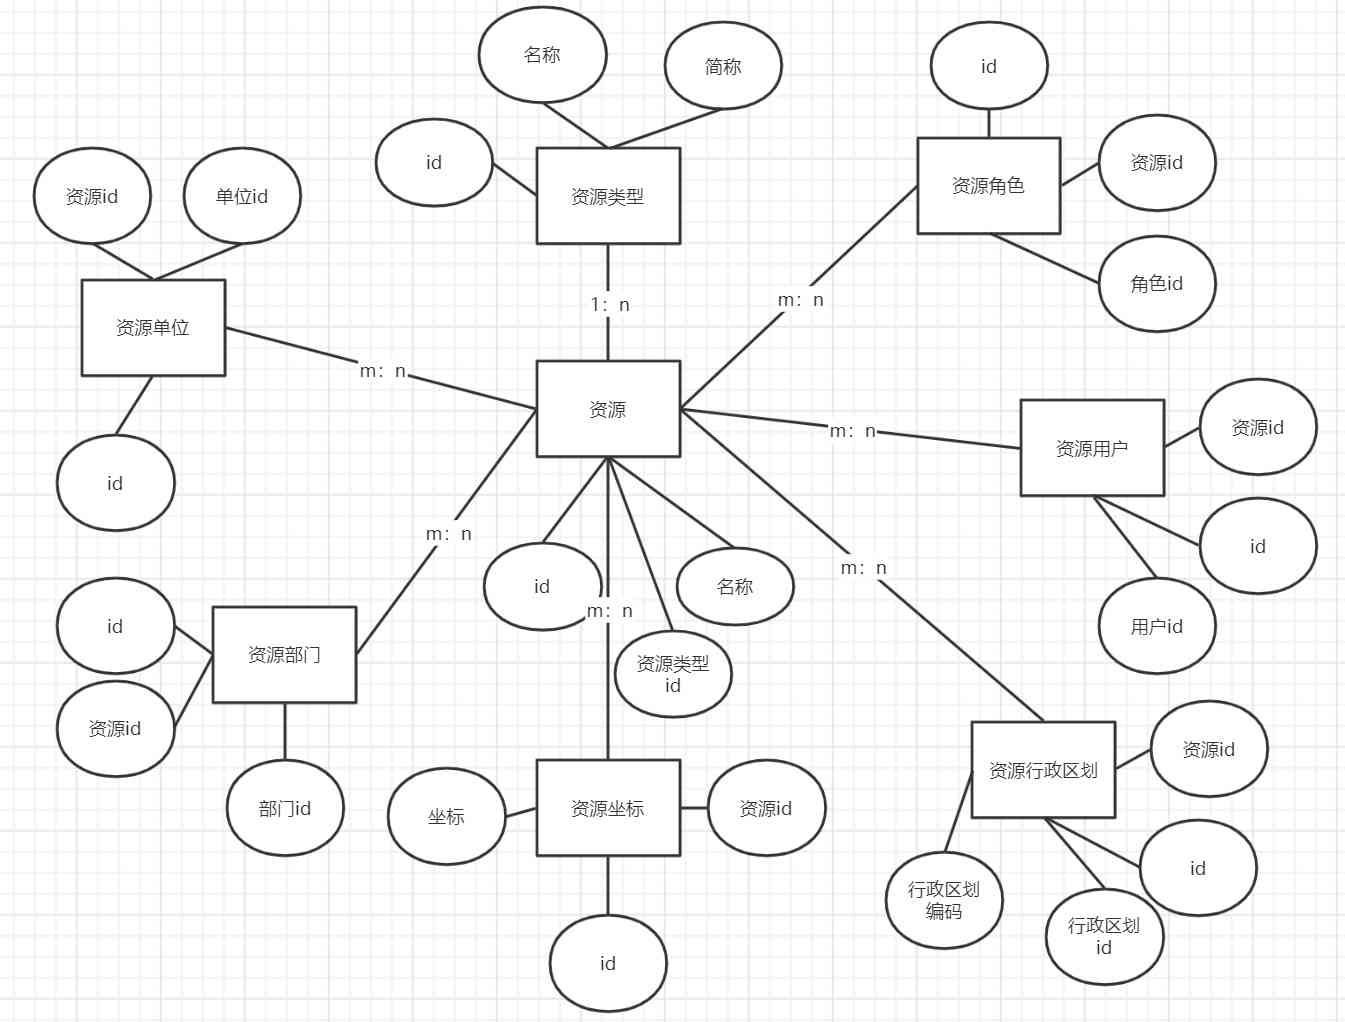 名称
简称
id
id
资源id
单位id
资源类型
资源角色
资源id
角色id
1：n
m：n
资源单位
m：n
资源
m：n
资源用户
资源id
id
m：n
m：n
id
名称
id
用户id
m：n
资源类型
id
id
资源部门
资源id
部门id
坐标
资源坐标
资源id
资源行政区划
资源id
id
行政区划
编码
行政区划
id
id